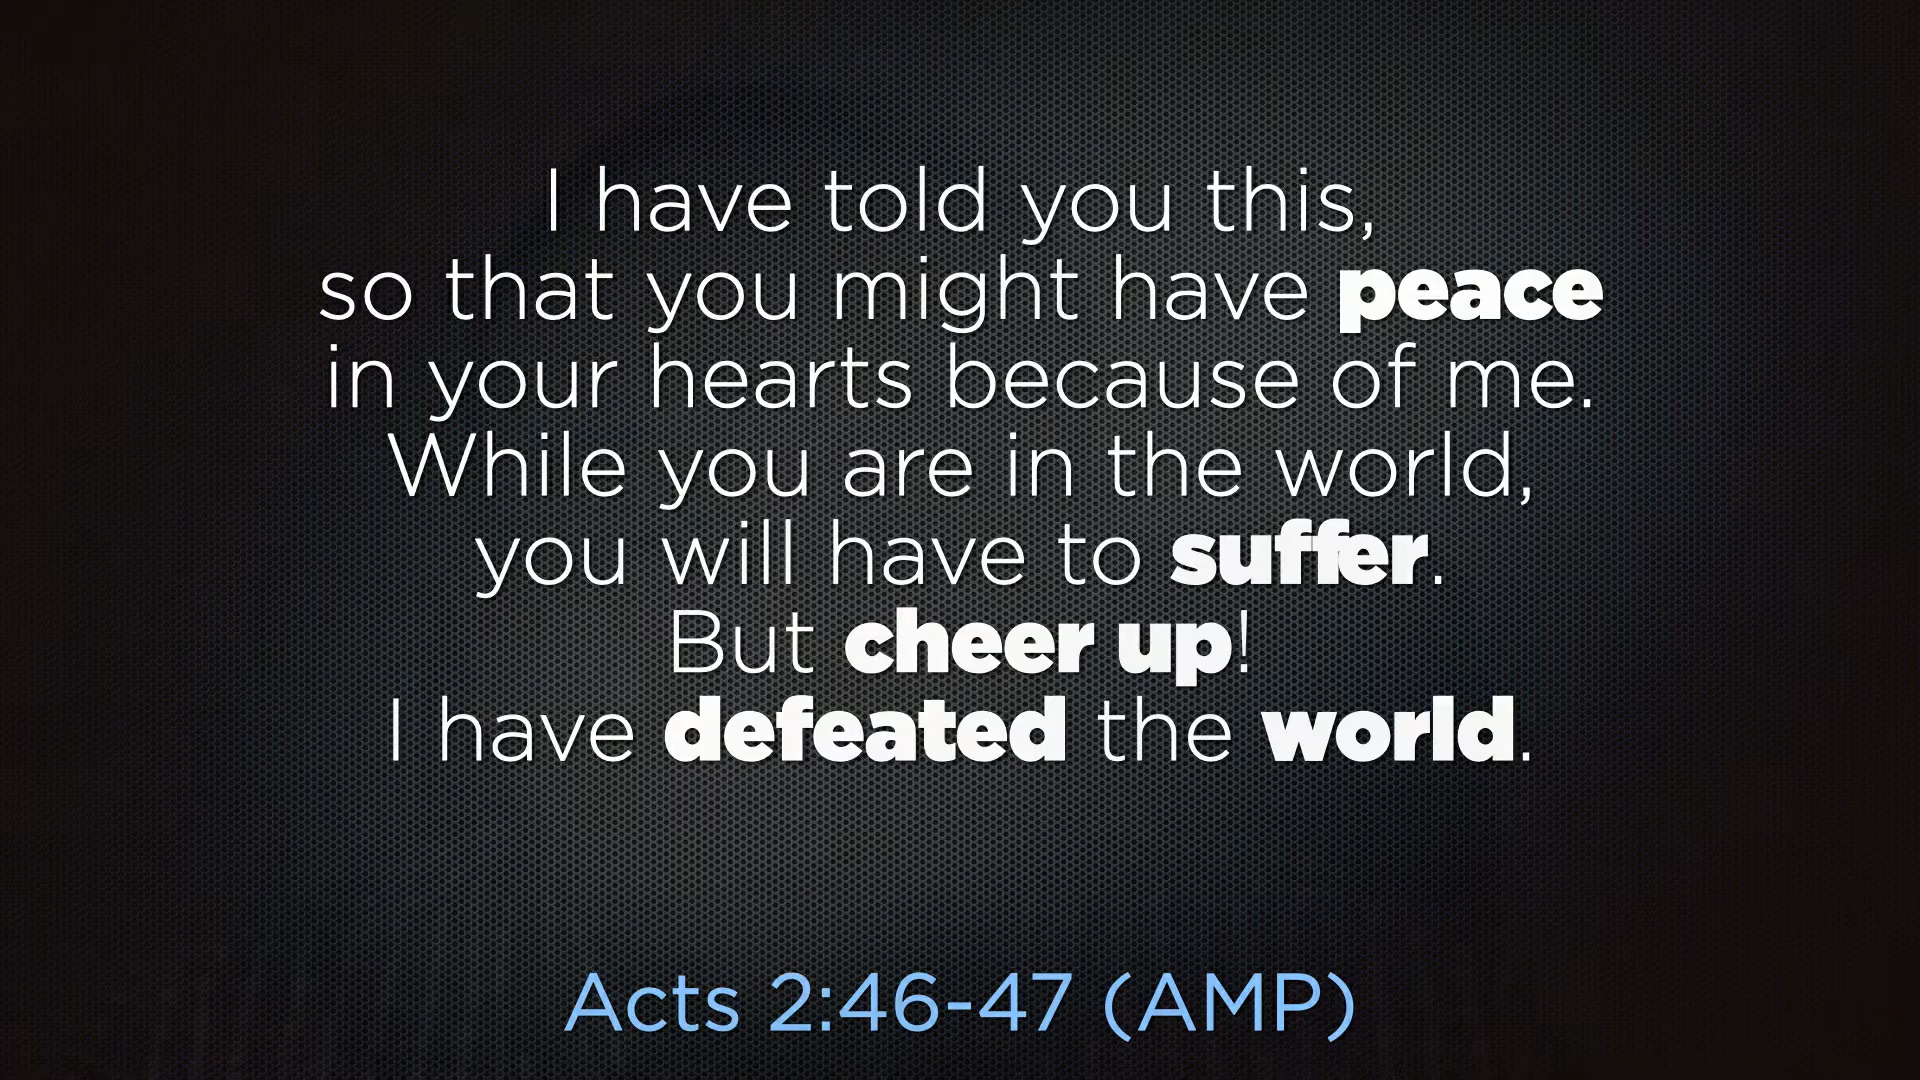 I have told you this,
so that you might have peace
in your hearts because of me.
While you are in the world,
you will have to suffer.
But cheer up!
I have defeated the world.
Acts 2:46-47 (AMP)